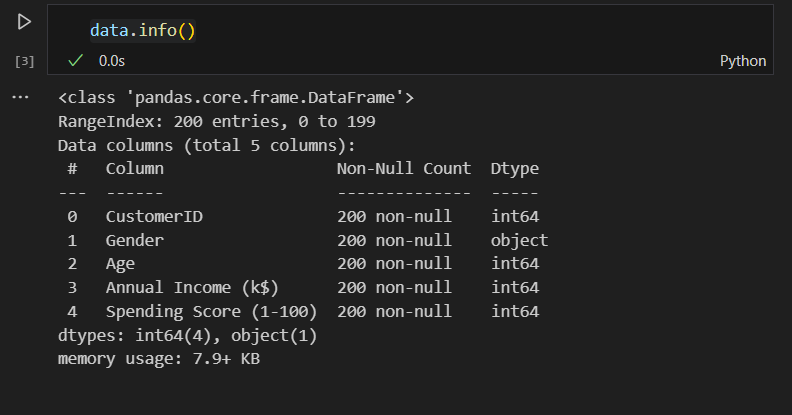 data.info()
[3]
0.0s
Python
<class 'pandas.core.frame.DataFrame'>
RangeIndex: 200 entries, 0 to 199
Data columns (total 5 columns):
 #   Column                  Non-Null Count  Dtype
---  ------                  --------------  -----
 0   CustomerID              200 non-null    int64
 1   Gender                  200 non-null    object
 2   Age                     200 non-null    int64
 3   Annual Income (k$)      200 non-null    int64
 4   Spending Score (1-100)  200 non-null    int64
dtypes: int64(4), object(1)
memory usage: 7.9+ KB